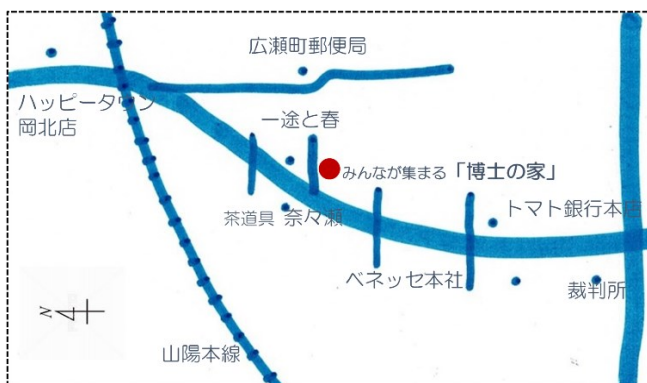 広瀬町郵便局
ハッピータウン
岡北店
一途と春
みんなが集まる「博士の家」
茶道具 奈々瀬
トマト銀行本店
ベネッセ本社
裁判所
N
山陽本線